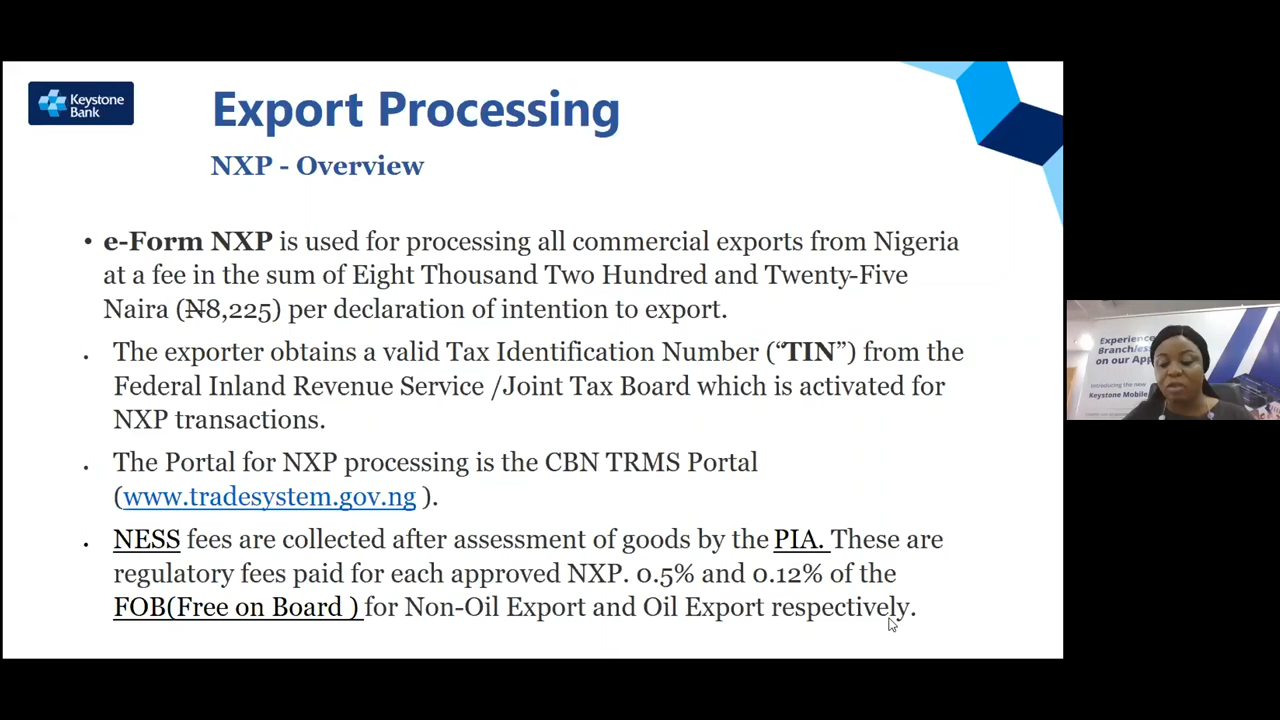 Keystone
Bank
Export Processing
NXP - Overview
• e-Form NXP is used for processing all commercial exports from Nigeria
at a fee in the sum of Eight Thousand Two Hundred and Twenty-Five
Naira (₦8,225) per declaration of intention to export.
• The exporter obtains a valid Tax Identification Number (“TIN”) from the
Federal Inland Revenue Service /Joint Tax Board which is activated for
NXP transactions.
• The Portal for NXP processing is the CBN TRMS Portal
(www.tradesystem.gov.ng ).
• NESS fees are collected after assessment of goods by the PIA. These are
regulatory fees paid for each approved NXP. 0.5% and 0.12% of the
FOB(Free on Board ) for Non-Oil Export and Oil Export respectively.
Experience
Branchless
on our App
Introducing the new
Keystone Mobile